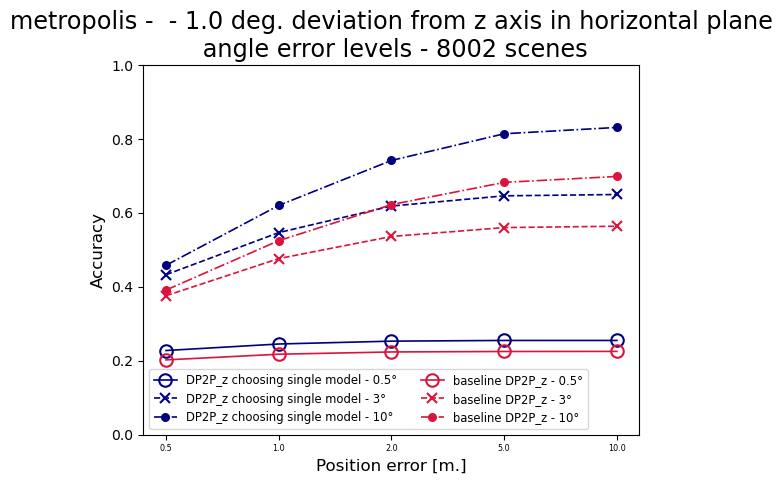 metropolis -  - 1.0 deg. deviation from z axis in horizontal plane
angle error levels - 8002 scenes
1.0
0.8
0.6
0.4
0.2
0.0
Accuracy
DP2P_z choosing single model - 0.5°
DP2P_z choosing single model - 3°
DP2P_z choosing single model - 10°
baseline DP2P_z - 0.5°
baseline DP2P_z - 3°
baseline DP2P_z - 10°
0.5 1.0 2.0 5.0 10.0
Position error [m.]